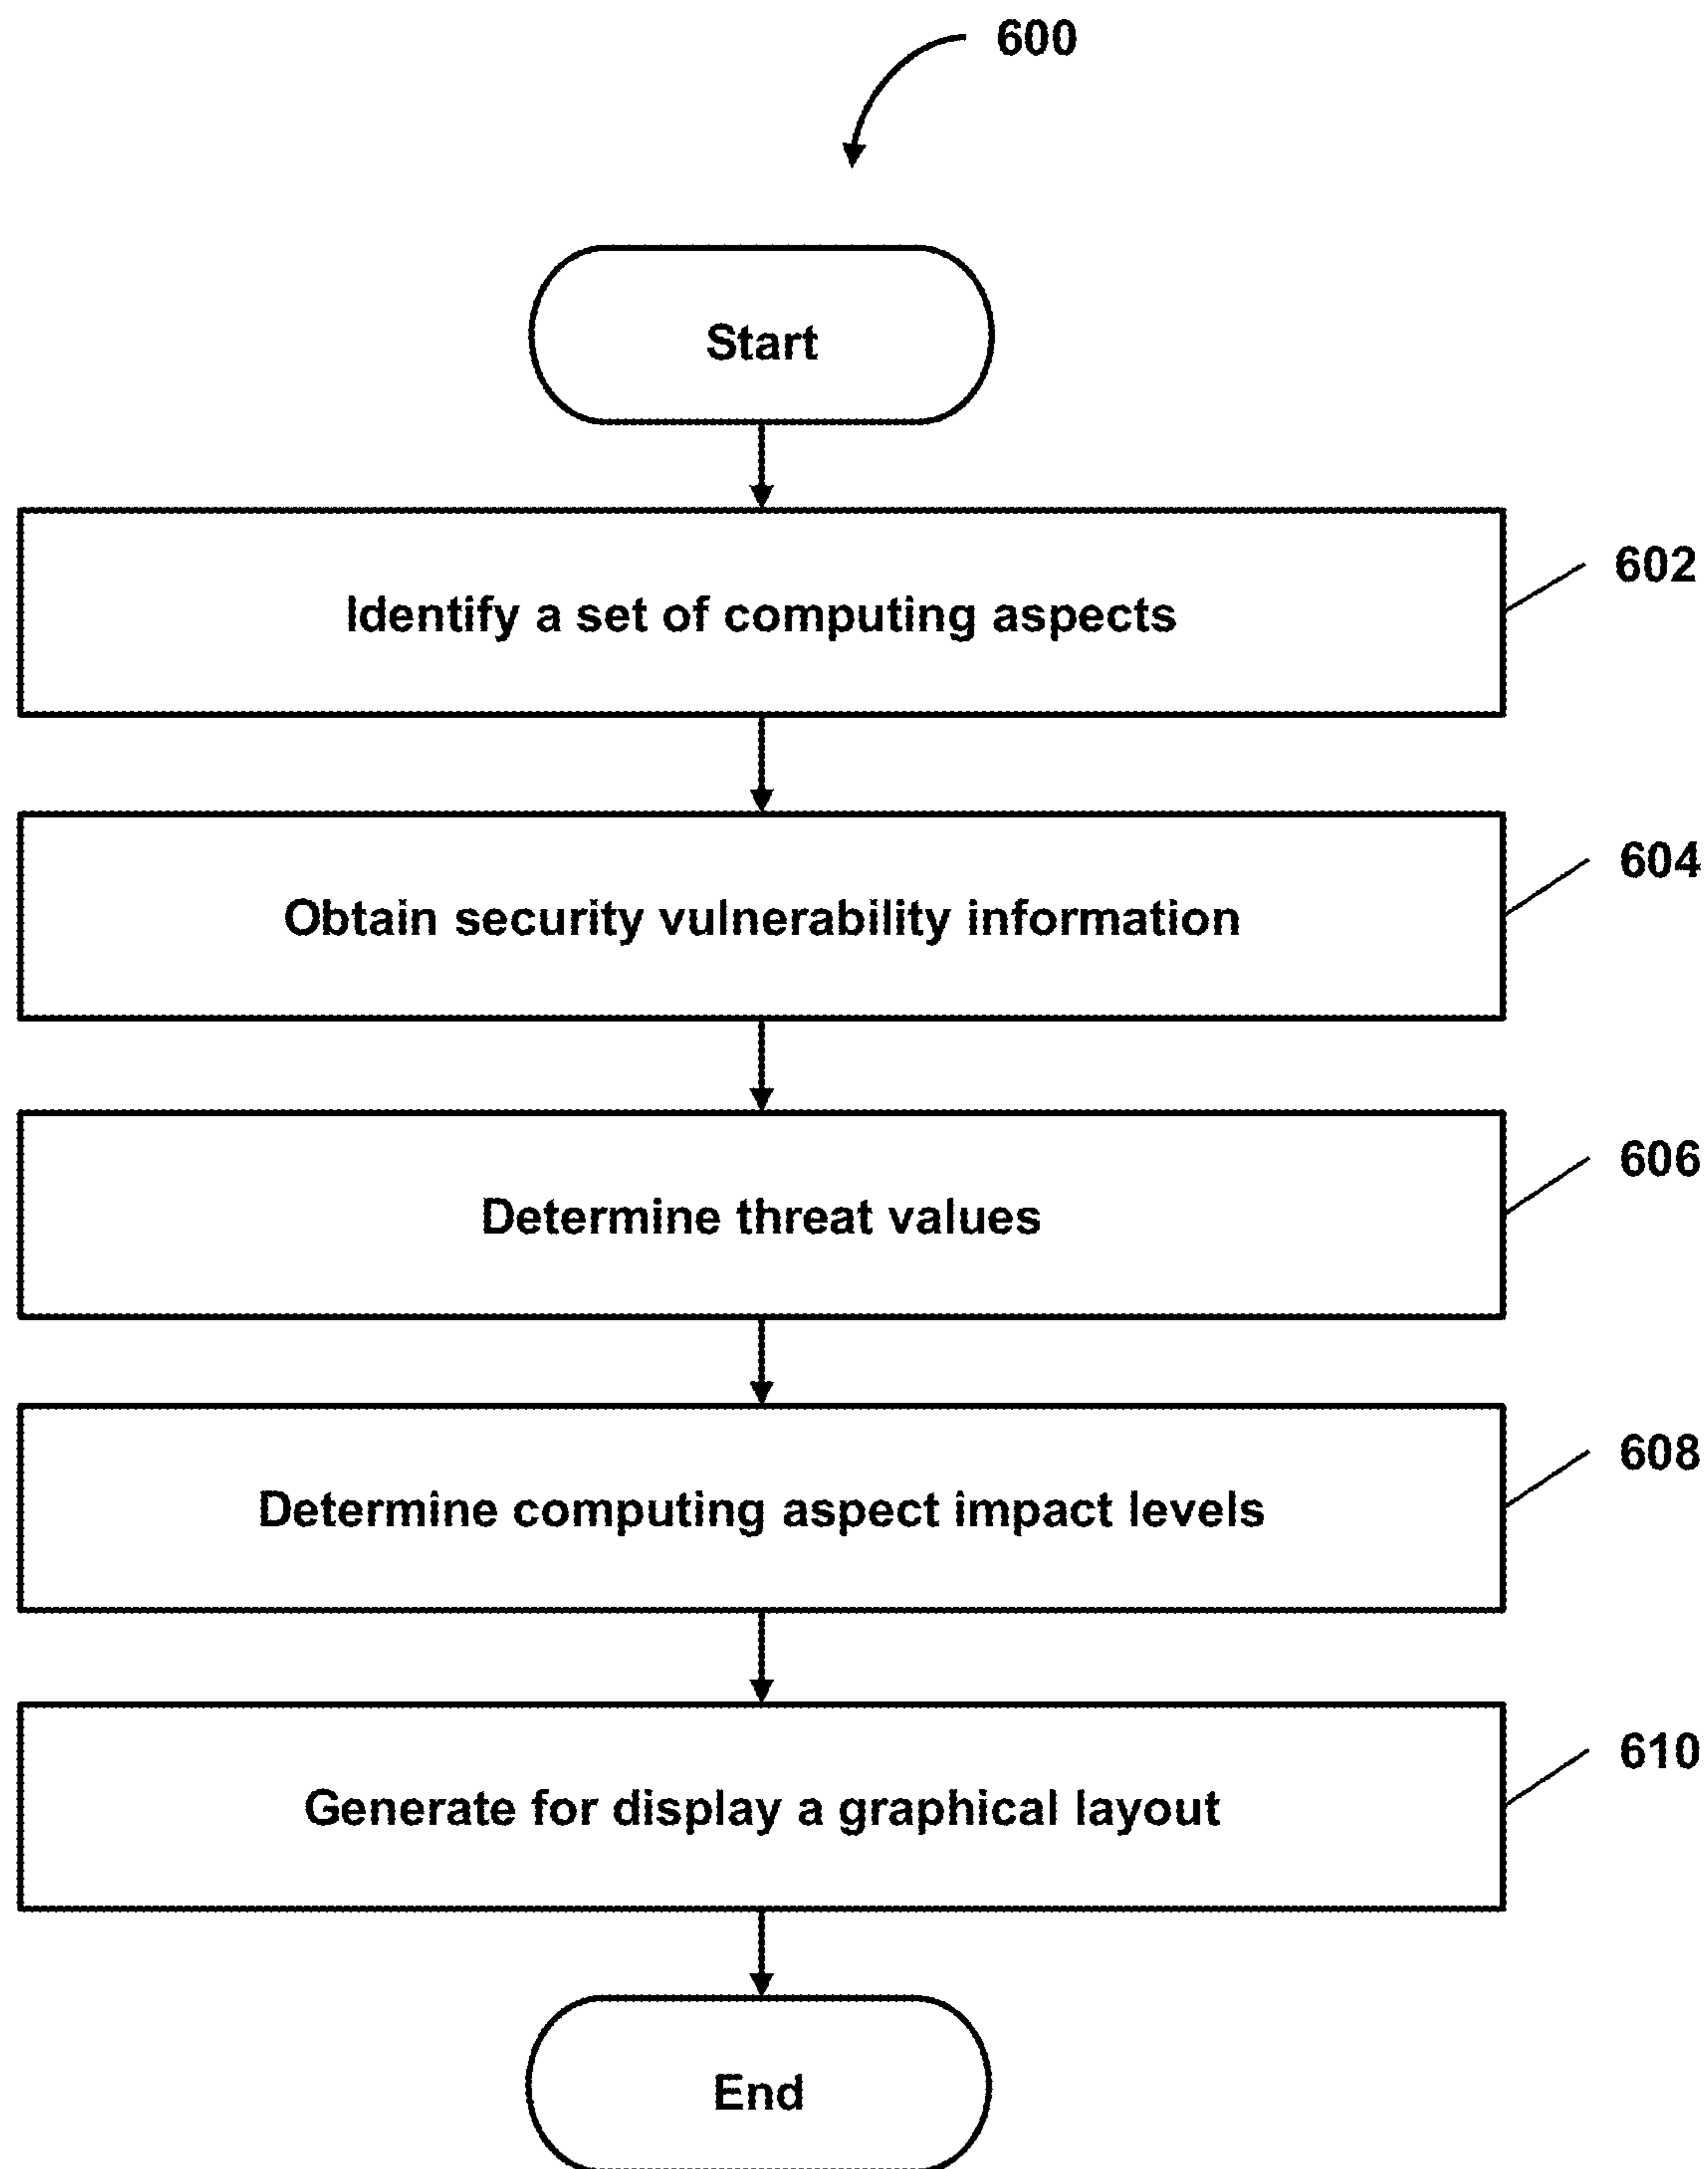 600
Start
Identify a set of computing aspects
602
Obtain security vulnerability information
604
Determine threat values
606
Determine computing aspect impact levels
608
Generate for display a graphical layout
610
End